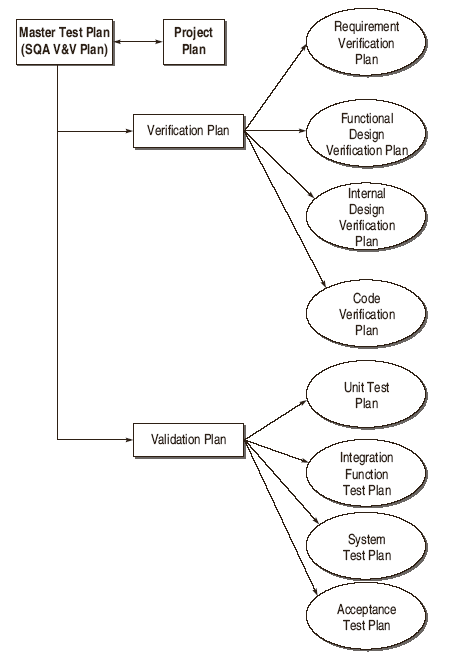 Master Test Plan
(SQA V&V Plan)
Project
Plan
Requirement
Verification
Plan
Verification Plan
Functional
Design
Verification Plan
Internal
Design
Verification
Plan
Code
Verification
Plan
Unit Test
Plan
Validation Plan
Integration
Function
Test Plan
System
Test Plan
Acceptance
Test Plan